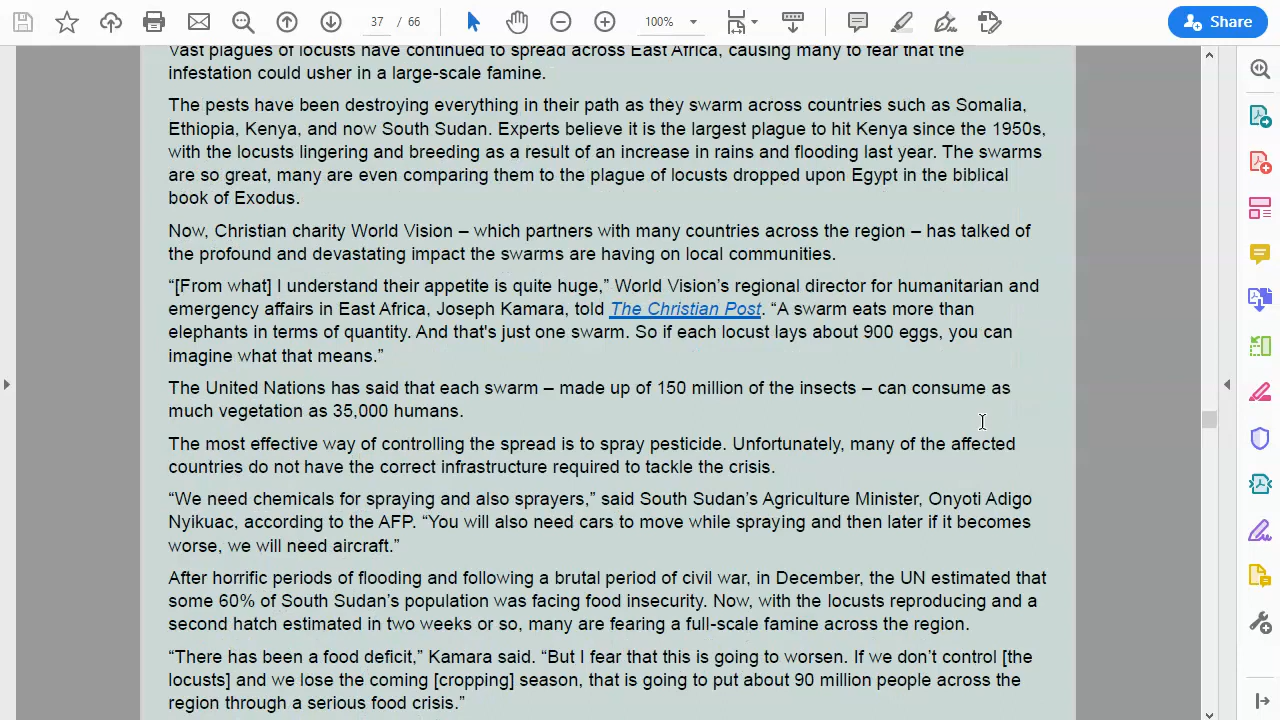 37 / 66
100%
Share
Vast plagues of locusts have continued to spread across East Africa, causing many to fear that the
infestation could usher in a large-scale famine.
The pests have been destroying everything in their path as they swarm across countries such as Somalia,
Ethiopia, Kenya, and now South Sudan. Experts believe it is the largest plague to hit Kenya since the 1950s,
with the locusts lingering and breeding as a result of an increase in rains and flooding last year. The swarms
are so great, many are even comparing them to the plague of locusts dropped upon Egypt in the biblical
book of Exodus.
Now, Christian charity World Vision – which partners with many countries across the region – has talked of
the profound and devastating impact the swarms are having on local communities.
“[From what] I understand their appetite is quite huge,” World Vision’s regional director for humanitarian and
emergency affairs in East Africa, Joseph Kamara, told The Christian Post. “A swarm eats more than
elephants in terms of quantity. And that's just one swarm. So if each locust lays about 900 eggs, you can
imagine what that means.”
The United Nations has said that each swarm – made up of 150 million of the insects – can consume as
much vegetation as 35,000 humans.
The most effective way of controlling the spread is to spray pesticide. Unfortunately, many of the affected
countries do not have the correct infrastructure required to tackle the crisis.
“We need chemicals for spraying and also sprayers,” said South Sudan’s Agriculture Minister, Onyoti Adigo
Nyikuac, according to the AFP. “You will also need cars to move while spraying and then later if it becomes
worse, we will need aircraft.”
After horrific periods of flooding and following a brutal period of civil war, in December, the UN estimated that
some 60% of South Sudan’s population was facing food insecurity. Now, with the locusts reproducing and a
second hatch estimated in two weeks or so, many are fearing a full-scale famine across the region.
“There has been a food deficit,” Kamara said. “But I fear that this is going to worsen. If we don’t control [the
locusts] and we lose the coming [cropping] season, that is going to put about 90 million people across the
region through a serious food crisis.”